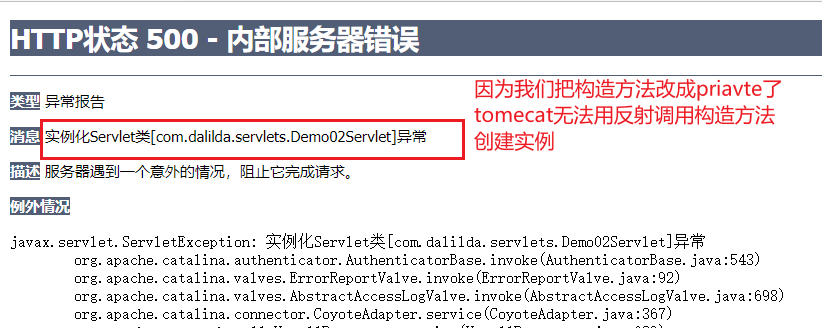 HTTP状态 500 - 内部服务器错误
类型 异常报告
因为我们把构造方法改成priavte了
tomecat无法用反射调用构造方法
创建实例
消息 实例化Servlet类[com.dalilda.servlets.Demo02Servlet]异常
描述 服务器遇到一个意外的情况，阻止它完成请求。
例外情况
javax.servlet.ServletException: 实例化Servlet类[com.dalilda.servlets.Demo02Servlet]异常
org.apache.catalina.authenticator.AuthenticatorBase.invoke(AuthenticatorBase.java:543)
org.apache.catalina.valves.ErrorReportValve.invoke(ErrorReportValve.java:92)
org.apache.catalina.valves.AbstractAccessLogValve.invoke(AbstractAccessLogValve.java:698)
org.apache.catalina.connector.CoyoteAdapter.service(CoyoteAdapter.java:367)